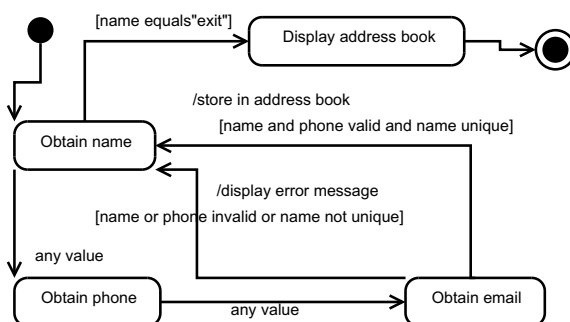 [name equals"exit"]
Display address book
/store in address book
[name and phone valid and name unique]
Obtain name
/display error message
[name or phone invalid or name not unique]
any value
Obtain phone
any value
Obtain email